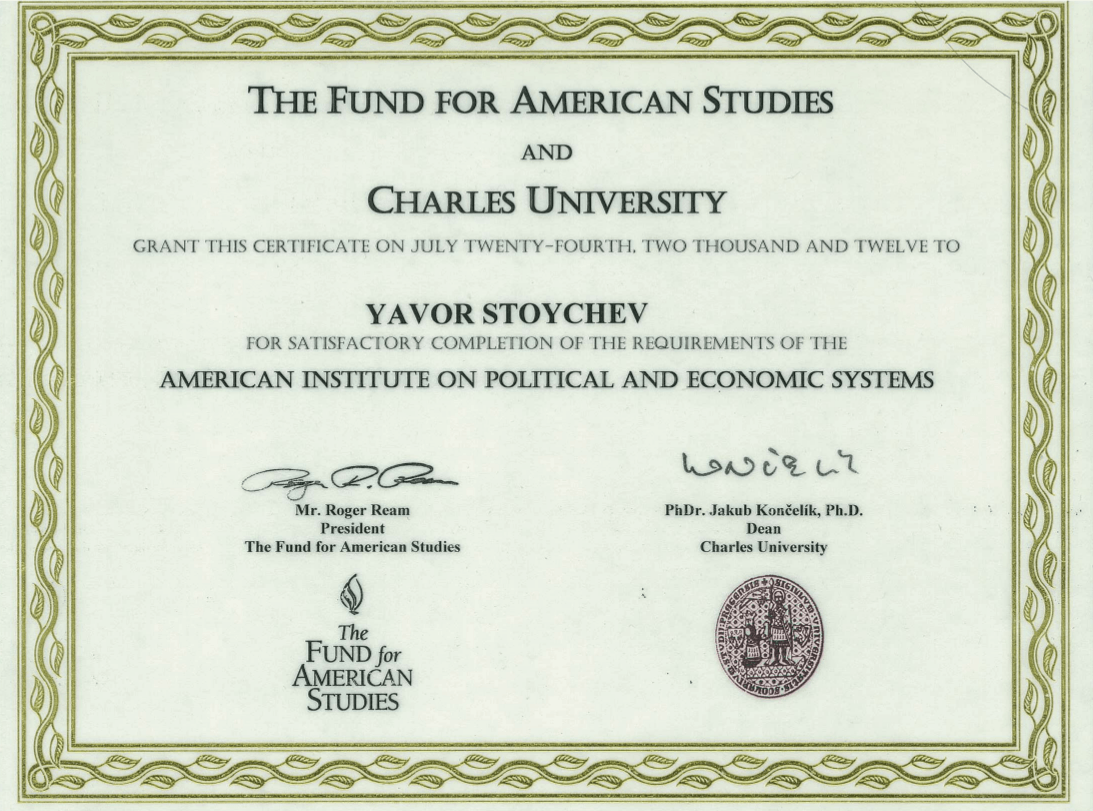 THE FUND FOR AMERICAN STUDIES
AND
CHARLES UNIVERSITY
GRANT THIS CERTIFICATE ON JULY TWENTY-FOURTH, TWO THOUSAND AND TWELVE TO
YAVOR STOYCHEV
FOR SATISFACTORY COMPLETION OF THE REQUIREMENTS OF THE
AMERICAN INSTITUTE ON POLITICAL AND ECONOMIC SYSTEMS
Roger R. Ream
Mr. Roger Ream
President
The Fund for American Studies
PhDr. Jakub Končelík, Ph.D.
Dean
Charles University
The
FUND for
AMERICAN
STUDIES